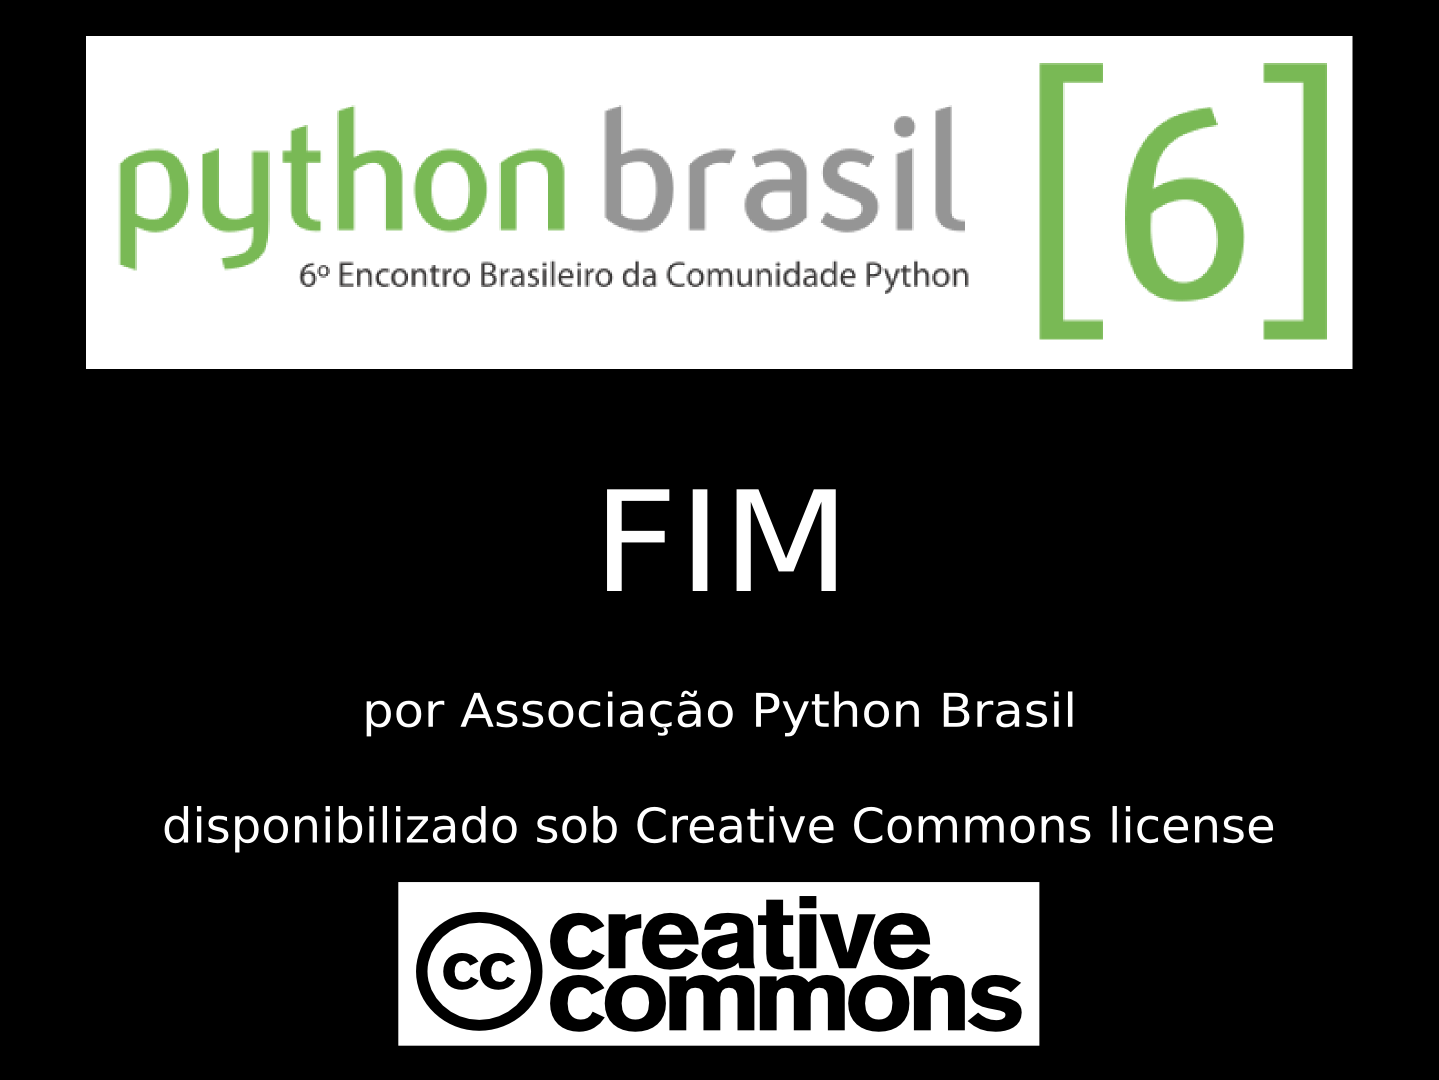 python brasil [6]
6º Encontro Brasileiro da Comunidade Python
FIM
por Associação Python Brasil
disponibilizado sob Creative Commons license
cc creative
commons